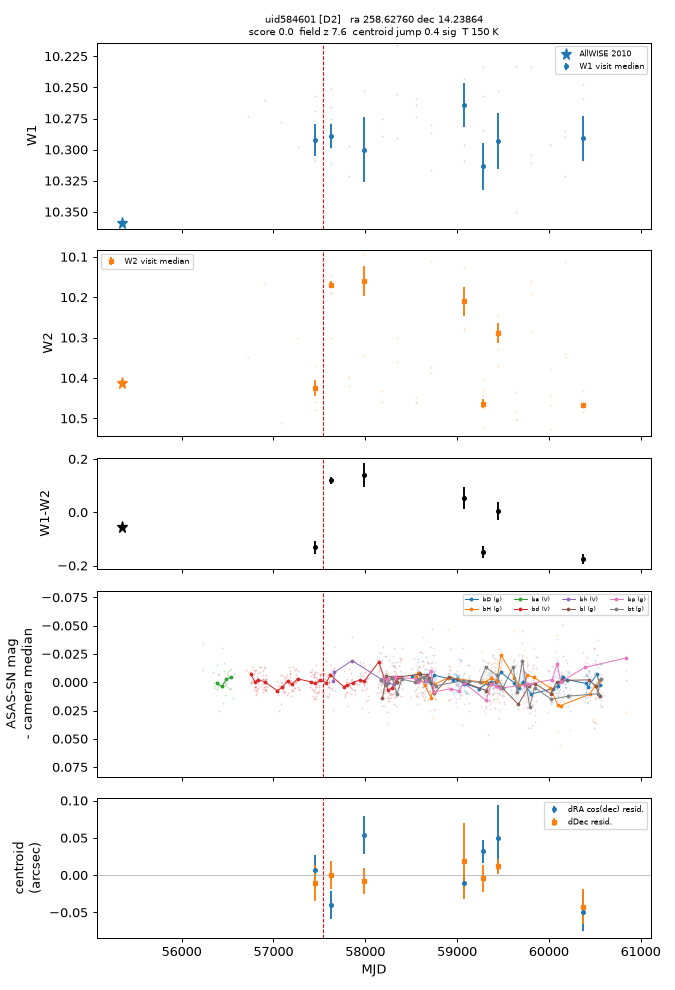 uid584601 [D2]   ra 258.62760 dec 14.23864
score 0.0  field z 7.6  centroid jump 0.4 sig  T 150 K
10.225
10.250
10.275
10.300
10.325
10.350
W1
AllWISE 2010
W1 visit median
10.1
10.2
10.3
10.4
10.5
W2
W2 visit median
0.2
0.0
−0.2
W1-W2
−0.075
−0.050
−0.025
0.000
0.025
0.050
0.075
ASAS-SN mag
- camera median
bD (g)
ba (V)
bh (V)
bp (g)
bH (g)
bd (V)
bl (g)
bt (g)
0.10
0.05
0.00
−0.05
centroid
(arcsec)
dRA cos(dec) resid.
dDec resid.
56000
57000
58000
59000
60000
61000
MJD